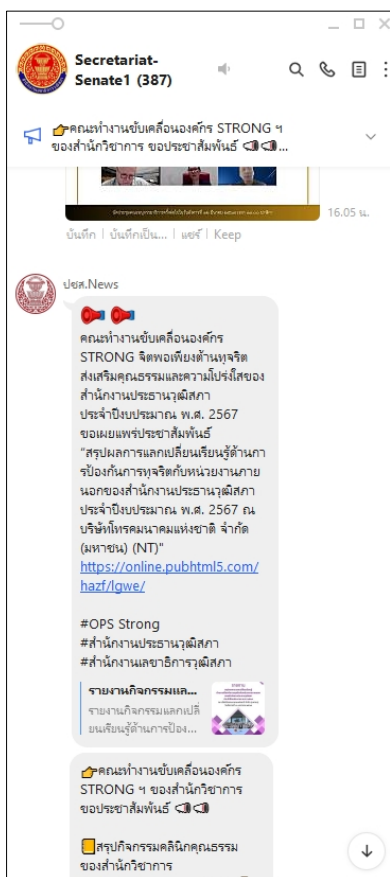 Secretariat-
Senate1 (387)
👉คณะทำงานขับเคลื่อนองค์กร STRONG ฯ
ของสำนักวิชาการ ขอประชาสัมพันธ์ 📢📢...
16.05 น.
บันทึก | บันทึกเป็น... | แชร์ | Keep
ปชส.News
คณะทำงานขับเคลื่อนองค์กร
STRONG จิตพอเพียงต้านทุจริต
ส่งเสริมคุณธรรมและความโปร่งใสของ
สำนักงานประธานวุฒิสภา
ประจำปีงบประมาณ พ.ศ. 2567
ขอเผยแพร่ประชาสัมพันธ์
"สรุปผลการแลกเปลี่ยนเรียนรู้ด้านกา
รป้องกันการทุจริตกับหน่วยงานภาย
นอกของสำนักงานประธานวุฒิสภา
ประจำปีงบประมาณ พ.ศ. 2567 ณ
บริษัทโทรคมนาคมแห่งชาติ จำกัด
(มหาชน) (NT)"
https://online.pubhtml5.com/
hazf/lgwe/
#OPS Strong
#สำนักงานประธานวุฒิสภา
#สำนักงานเลขาธิการวุฒิสภา
รายงานกิจกรรมแล...
รายงานกิจกรรมแลกเปลี่
ยนเรียนรู้ด้านการป้อง...
👉คณะทำงานขับเคลื่อนองค์กร
STRONG ฯ ของสำนักวิชาการ
ขอประชาสัมพันธ์ 📢📢
📒สรุปกิจกรรมคลินิกคุณธรรม
ของสำนักวิชาการ